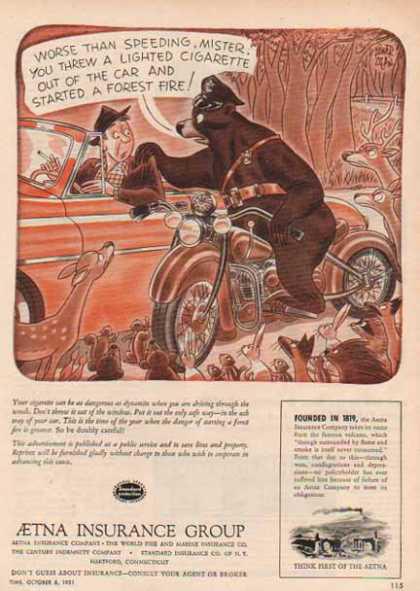 WORSE THAN SPEEDING, MISTER,
YOU THREW A LIGHTED CIGARETTE
OUT OF THE CAR AND
STARTED A FOREST FIRE!
Your cigarette can be as dangerous as dynamite when you are driving through the
woods. Don't throw it out of the window. Put it out the only safe way—in the ash
tray of your car. This is the time of the year when the danger of starting a forest
fire is greatest. So be doubly careful!
This advertisement is published as a public service and to save lives and property.
Reprints will be furnished gladly without charge to those who wish to cooperate in
advancing this cause.
ÆTNA INSURANCE GROUP
AETNA INSURANCE COMPANY • THE WORLD FIRE AND MARINE INSURANCE CO.
THE CENTURY INDEMNITY COMPANY • STANDARD INSURANCE CO. OF N. Y.
HARTFORD, CONNECTICUT
DON'T GUESS ABOUT INSURANCE—CONSULT YOUR AGENT OR BROKER
TIME, OCTOBER 8, 1951
FOUNDED IN 1819, the Aetna
Insurance Company takes its name
from the famous volcano, which
"though surrounded by flame and
smoke is itself never consumed."
From that day to this—through
wars, conflagrations and depres-
sions—no policyholder has ever
suffered loss because of failure of
an Aetna Company to meet its
obligations.
THINK FIRST OF THE AETNA
115